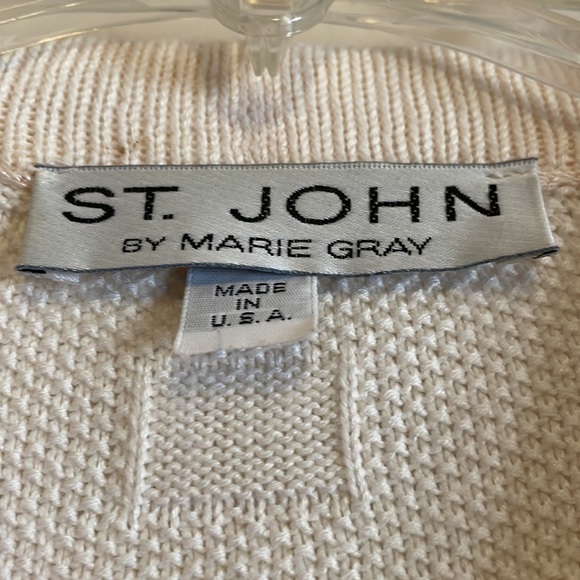 ST. JOHN
BY MARIE GRAY
MADE
IN
U.S.A.